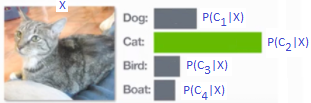 X
Dog: P(C₁|X)
Cat: P(C₂|X)
Bird: P(C₃|X)
Boat: P(C₄|X)